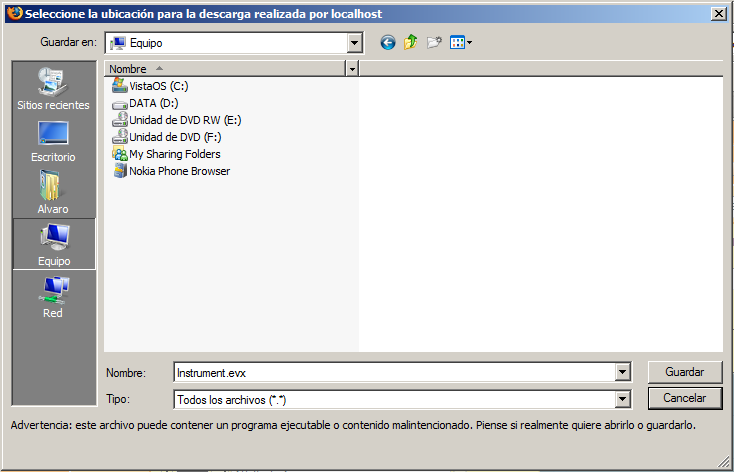 Seleccione la ubicación para la descarga realizada por localhost
Guardar en: Equipo
Nombre
VistaOS (C:)
DATA (D:)
Unidad de DVD RW (E:)
Unidad de DVD (F:)
My Sharing Folders
Nokia Phone Browser
Sitios recientes
Escritorio
Alvaro
Equipo
Red
Nombre: Instrument.evx Guardar
Tipo: Todos los archivos (*.*) Cancelar
Advertencia: este archivo puede contener un programa ejecutable o contenido malintencionado. Piense si realmente quiere abrirlo o guardarlo.